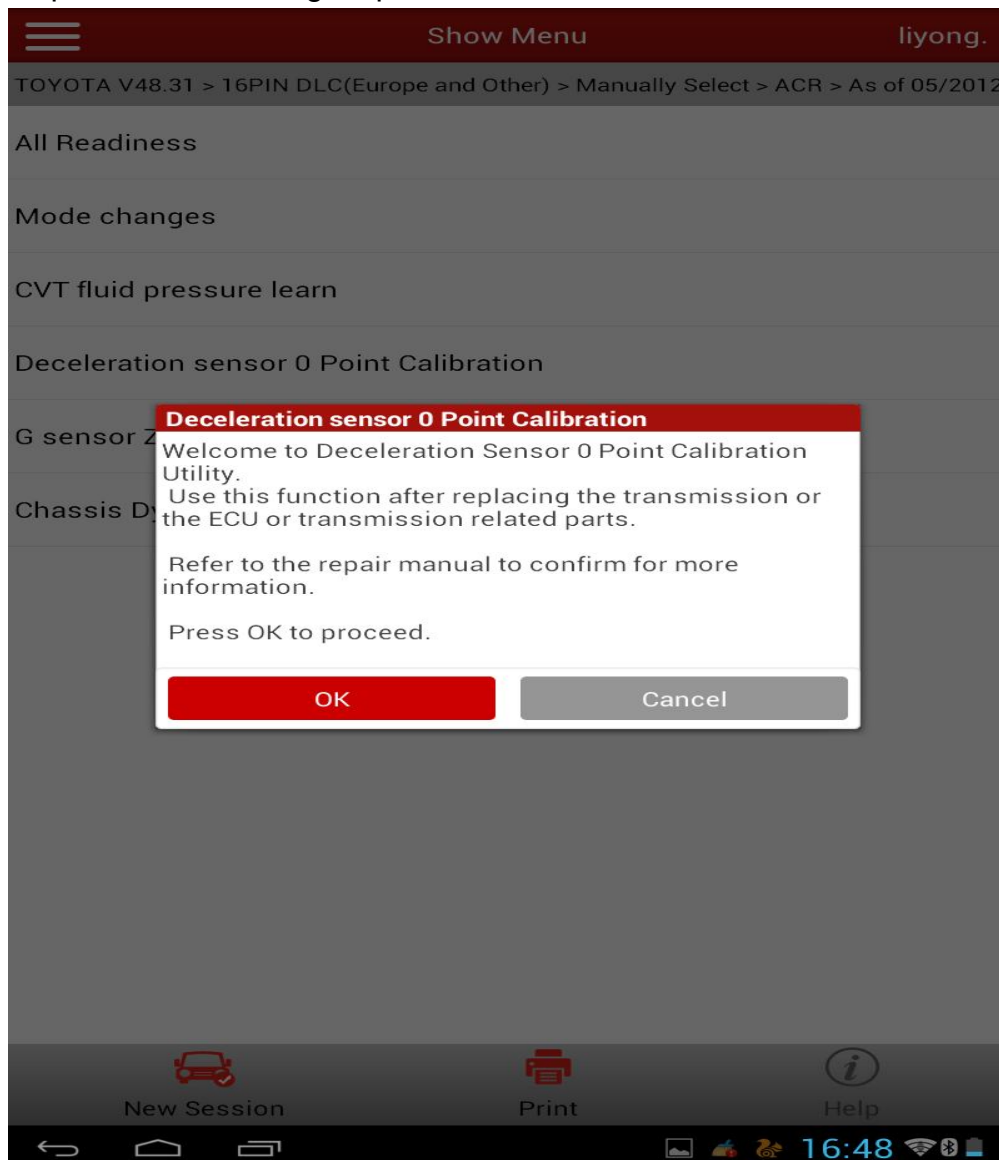 Show Menu liyong.
TOYOTA V48.31 > 16PIN DLC(Europe and Other) > Manually Select > ACR > As of 05/2012
All Readiness
Mode changes
CVT fluid pressure learn
Deceleration sensor 0 Point Calibration
G sensor Z
Chassis Dy
Deceleration sensor 0 Point Calibration
Welcome to Deceleration Sensor 0 Point Calibration
Utility.
Use this function after replacing the transmission or
the ECU or transmission related parts.
Refer to the repair manual to confirm for more
information.
Press OK to proceed.
OK Cancel
New Session Print Help
16:48